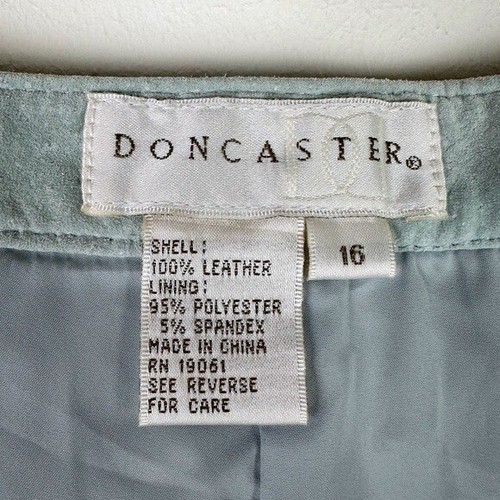 DONCASTER®
16
SHELL:
100% LEATHER
LINING:
95% POLYESTER
5% SPANDEX
MADE IN CHINA
RN 19061
SEE REVERSE
FOR CARE